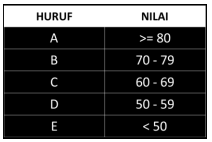 HURUF NILAI
A >= 80
B 70 - 79
C 60 - 69
D 50 - 59
E < 50